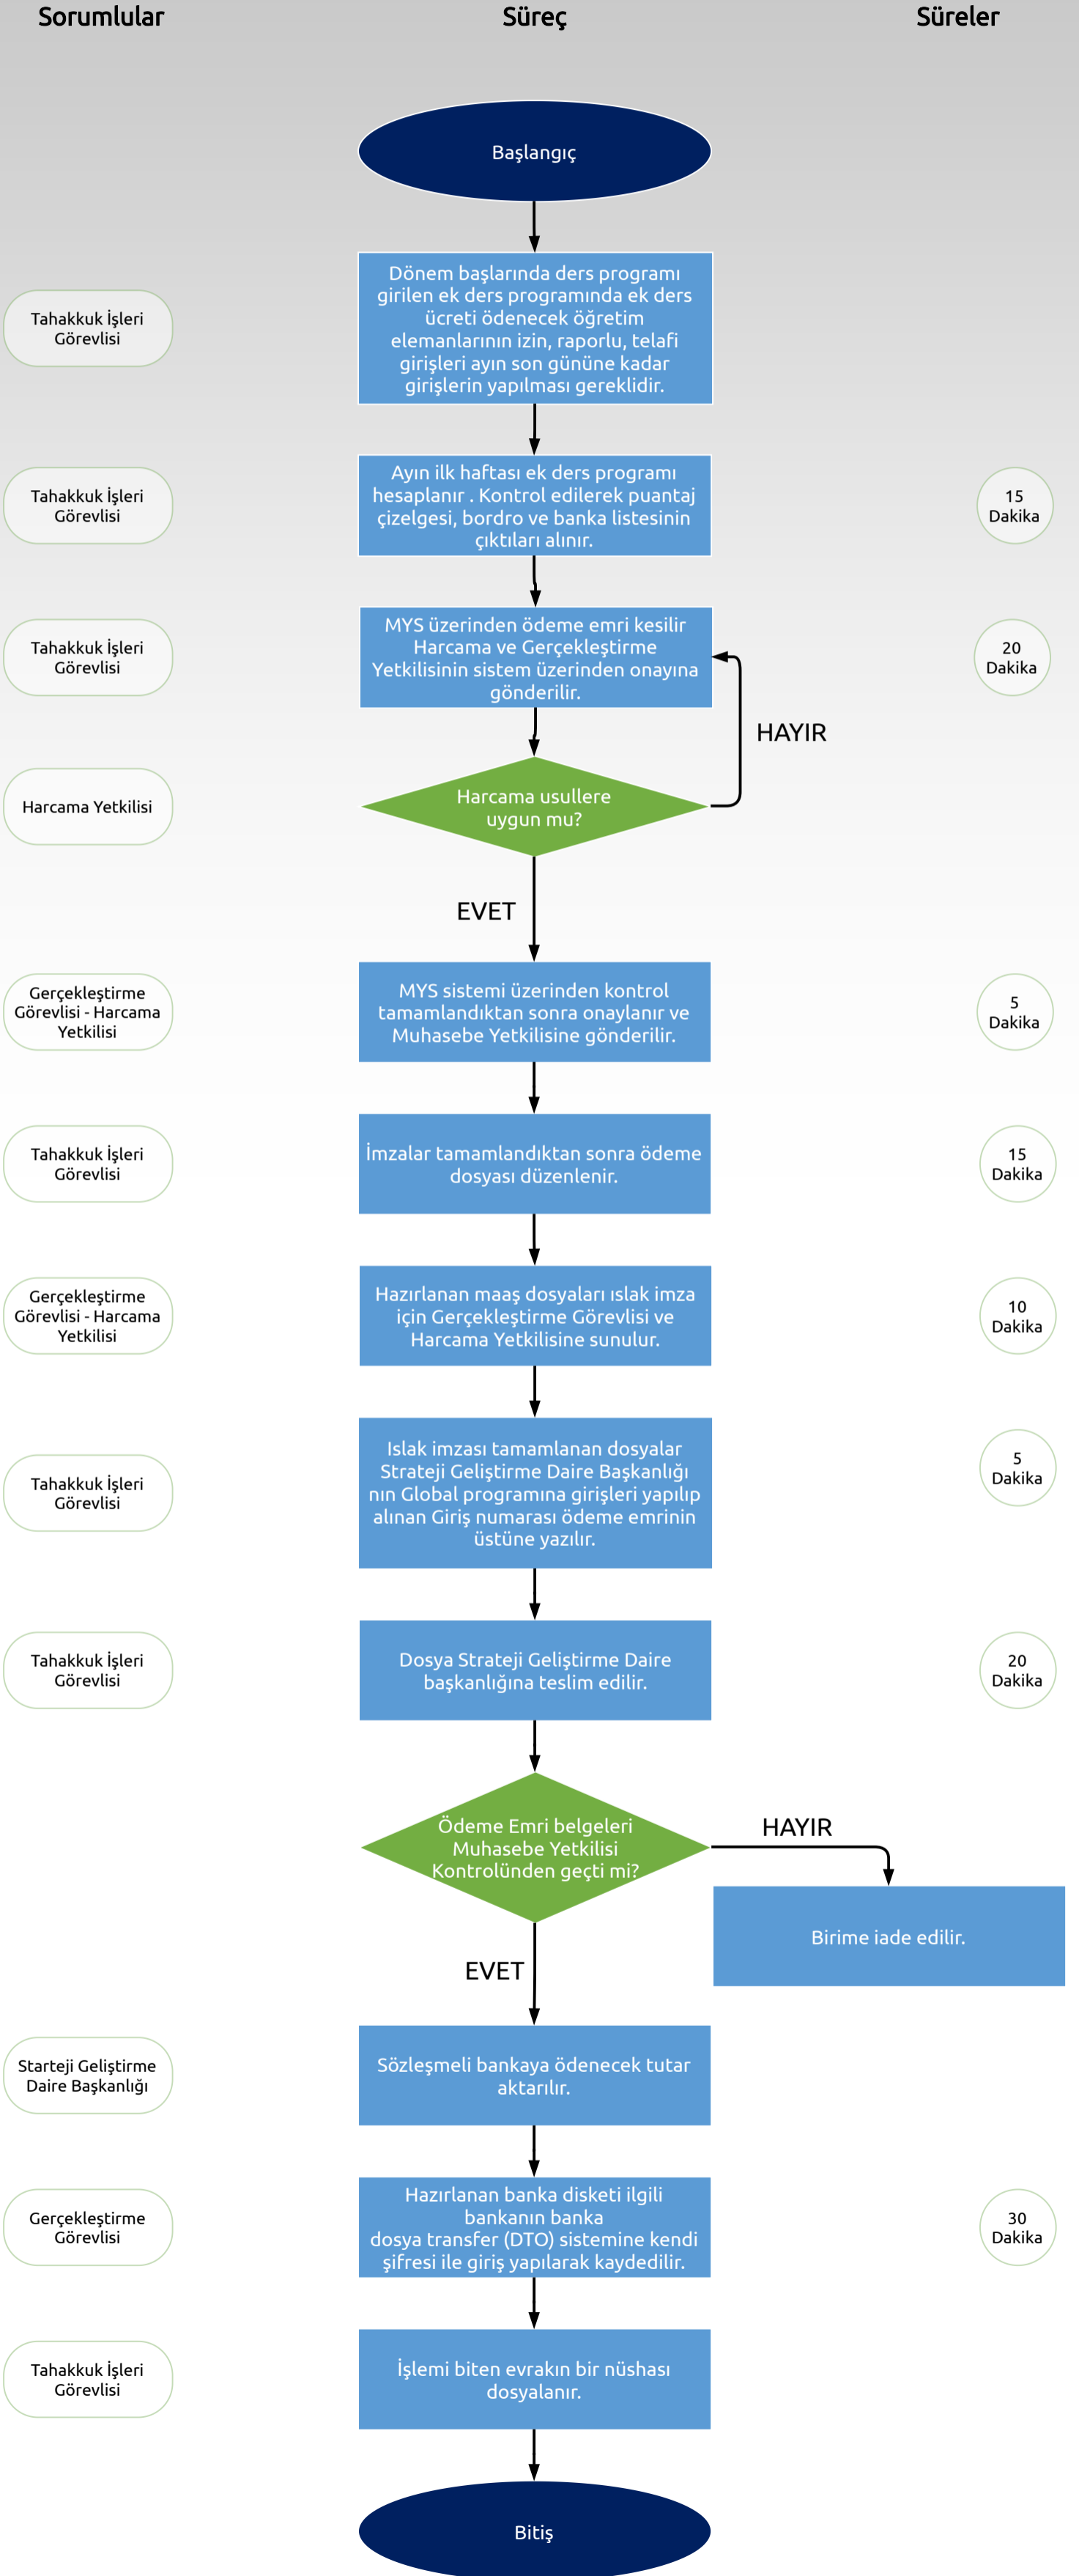 Sorumlular
Süreç
Süreler
Başlangıç
Tahakkuk İşleri
Görevlisi
Dönem başlarında ders programı
girilen ek ders programında ek ders
ücreti ödenecek öğretim
elemanlarının izin, raporlu, telafi
girişleri ayın son gününe kadar
girişlerin yapılması gereklidir.
Tahakkuk İşleri
Görevlisi
Ayın ilk haftası ek ders programı
hesaplanır . Kontrol edilerek puantaj
çizelgesi, bordro ve banka listesinin
çıktıları alınır.
15
Dakika
Tahakkuk İşleri
Görevlisi
MYS üzerinden ödeme emri kesilir
Harcama ve Gerçekleştirme
Yetkilisinin sistem üzerinden onayına
gönderilir.
20
Dakika
HAYIR
Harcama Yetkilisi
Harcama usullere
uygun mu?
EVET
Gerçekleştirme
Görevlisi - Harcama
Yetkilisi
MYS sistemi üzerinden kontrol
tamamlandıktan sonra onaylanır ve
Muhasebe Yetkilisine gönderilir.
5
Dakika
Tahakkuk İşleri
Görevlisi
İmzalar tamamlandıktan sonra ödeme
dosyası düzenlenir.
15
Dakika
Gerçekleştirme
Görevlisi - Harcama
Yetkilisi
Hazırlanan maaş dosyaları ıslak imza
için Gerçekleştirme Görevlisi ve
Harcama Yetkilisine sunulur.
10
Dakika
Tahakkuk İşleri
Görevlisi
Islak imzası tamamlanan dosyalar
Strateji Geliştirme Daire Başkanlığı
nın Global programına girişleri yapılıp
alınan Giriş numarası ödeme emrinin
üstüne yazılır.
5
Dakika
Tahakkuk İşleri
Görevlisi
Dosya Strateji Geliştirme Daire
başkanlığına teslim edilir.
20
Dakika
Ödeme Emri belgeleri
Muhasebe Yetkilisi
Kontrolünden geçti mi?
HAYIR
Birime iade edilir.
EVET
Starteji Geliştirme
Daire Başkanlığı
Sözleşmeli bankaya ödenecek tutar
aktarılır.
Gerçekleştirme
Görevlisi
Hazırlanan banka disketi ilgili
bankanın banka
dosya transfer (DTO) sistemine kendi
şifresi ile giriş yapılarak kaydedilir.
30
Dakika
Tahakkuk İşleri
Görevlisi
İşlemi biten evrakın bir nüshası
dosyalanır.
Bitiş